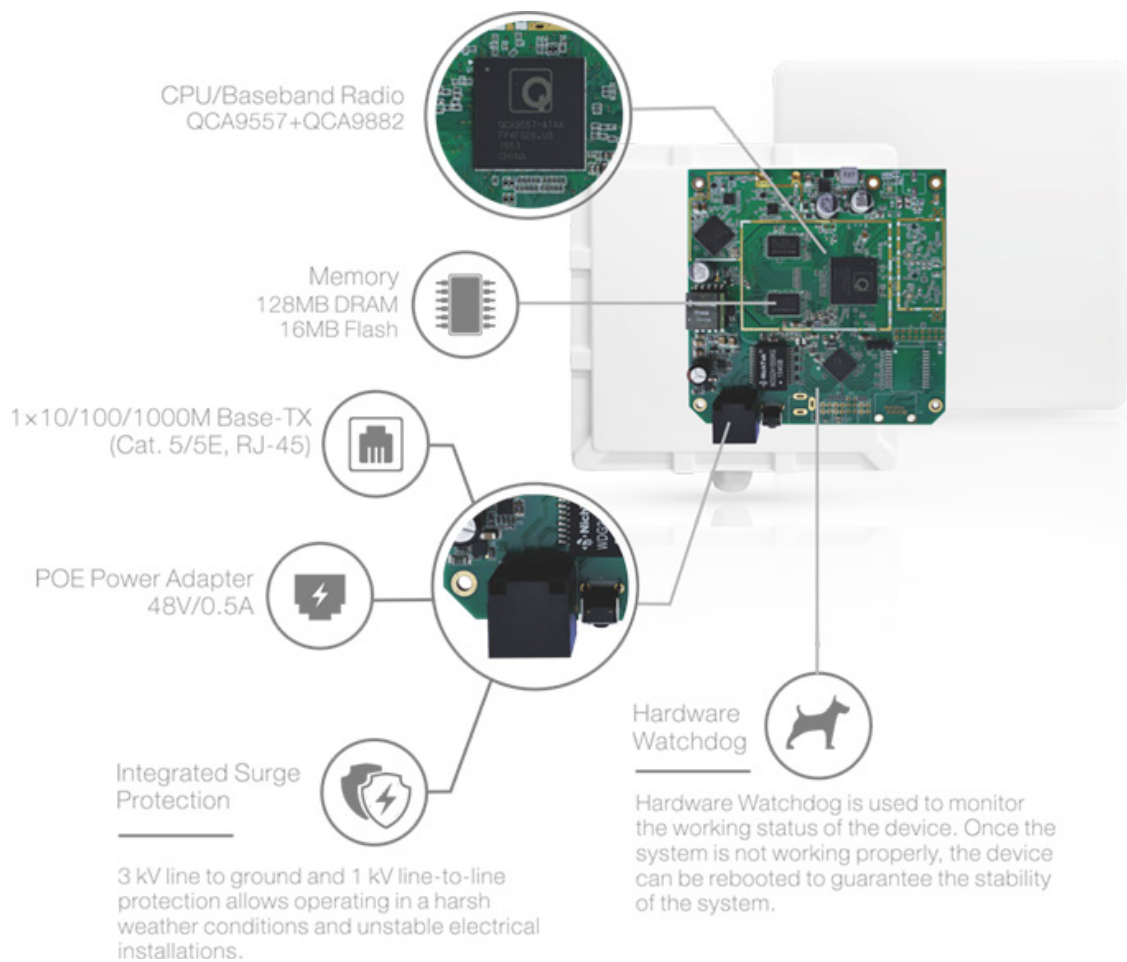 CPU/Baseband Radio
QCA9557+QCA9882
QCA9557-AT4A
1553
CHINA
Memory
128MB DRAM
16MB Flash
1×10/100/1000M Base-TX
(Cat. 5/5E, RJ-45)
POE Power Adapter
48V/0.5A
Integrated Surge
Protection
3 kV line to ground and 1 kV line-to-line
protection allows operating in a harsh
weather conditions and unstable electrical
installations.
Hardware
Watchdog
Hardware Watchdog is used to monitor
the working status of the device. Once the
system is not working properly, the device
can be rebooted to guarantee the stability
of the system.